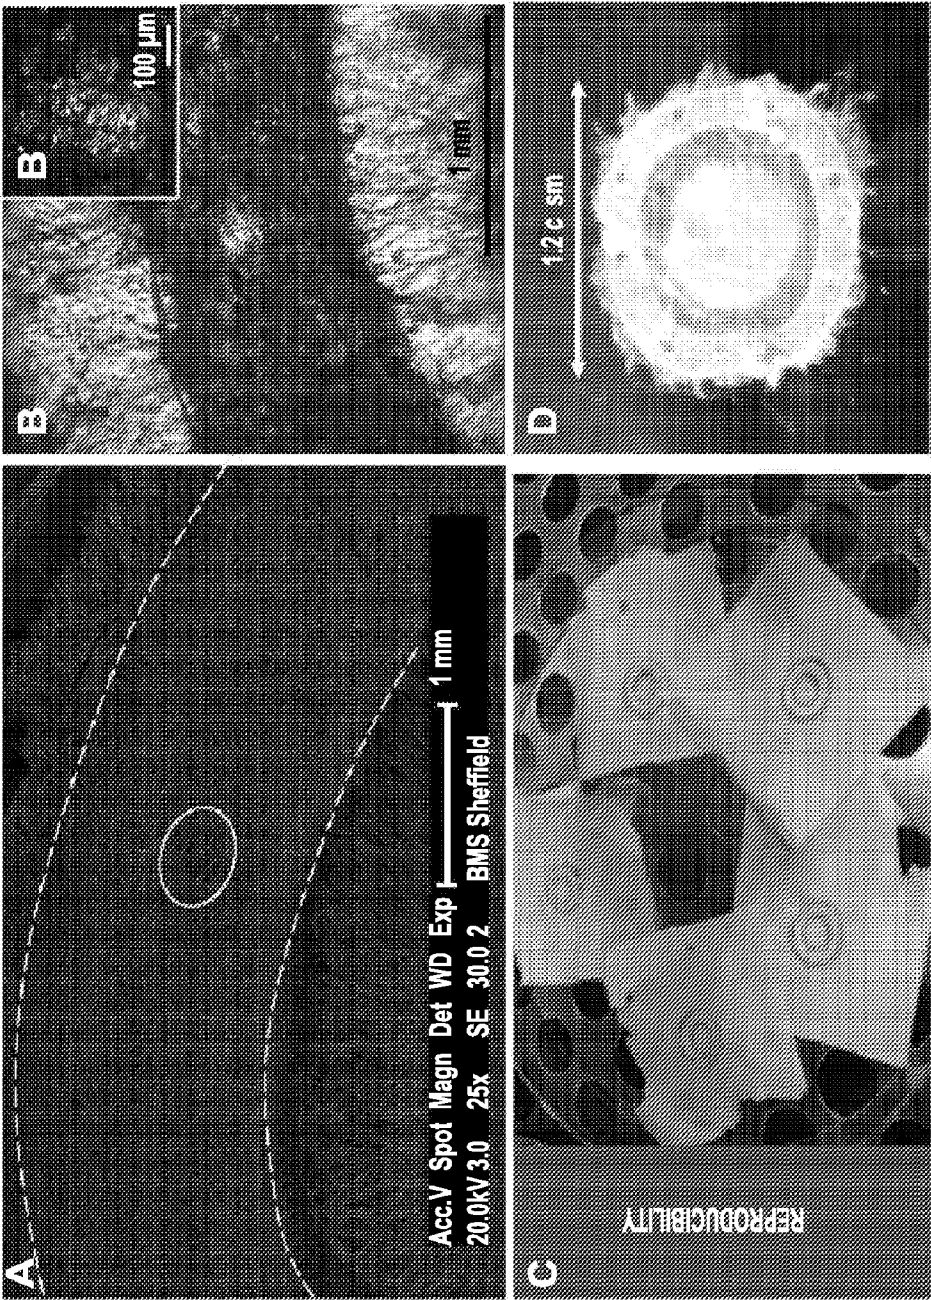 A
Acc.V Spot Magn Det WD Exp
20.0kV 3.0 25x SE 30.0 2 BMS Sheffield
1 mm
B
B'
100 µm
1 mm
C
REPRODUCIBILITY
D
1.2 c sm